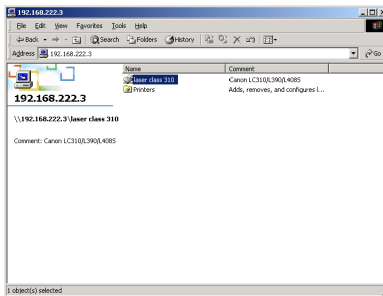 192.168.222.3
File Edit View Favorites Tools Help
Back Search Folders History
Address 192.168.222.3 Go
Name Comment
laser class 310 Canon LC310/L390/L408S
Printers Adds, removes, and configures l...
192.168.222.3
\\192.168.222.3\laser class 310
Comment: Canon LC310/L390/L408S
1 object(s) selected